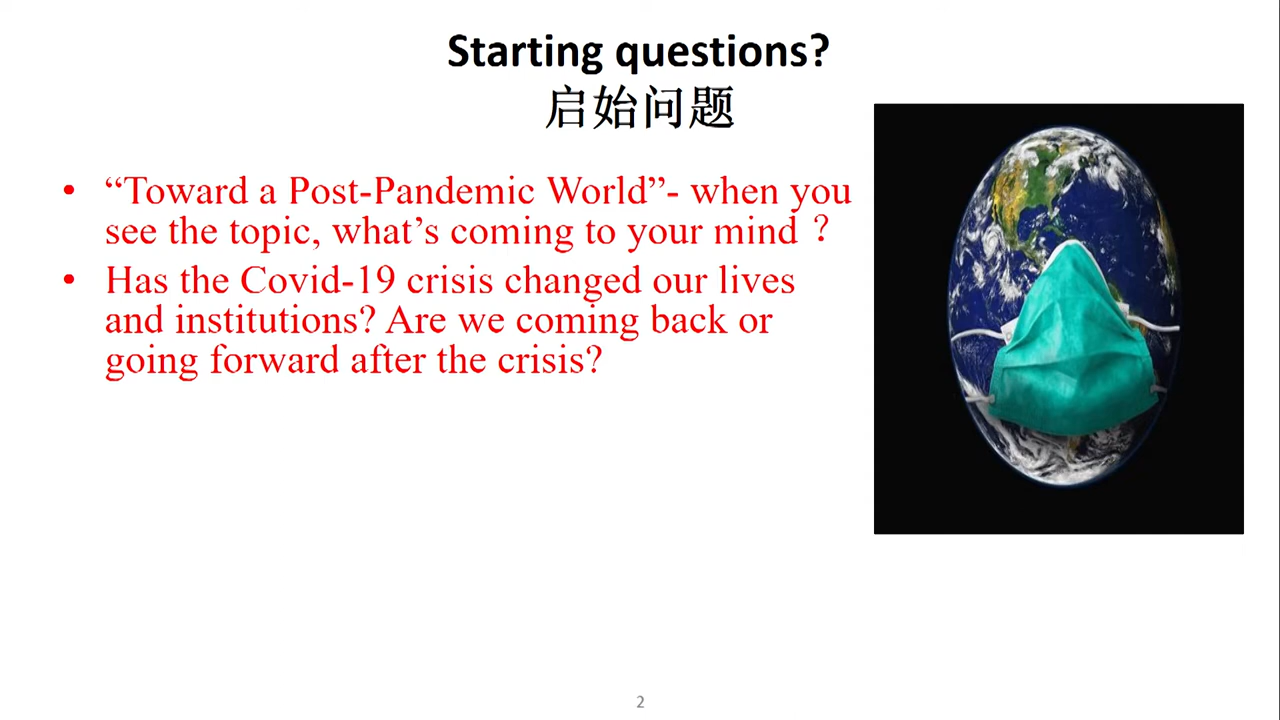 Starting questions?
启始问题
• “Toward a Post-Pandemic World”- when you
see the topic, what’s coming to your mind？
• Has the Covid-19 crisis changed our lives
and institutions? Are we coming back or
going forward after the crisis?
2